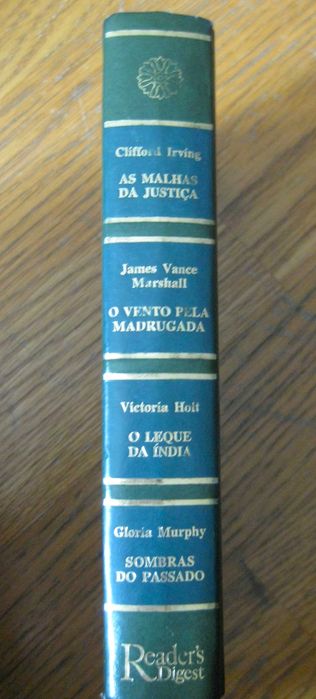 Clifford Irving
AS MALHAS
DA JUSTIÇA
James Vance
Marshall
O VENTO PELA
MADRUGADA
Victoria Holt
O LEQUE
DA ÍNDIA
Gloria Murphy
SOMBRAS
DO PASSADO
Reader's
Digest